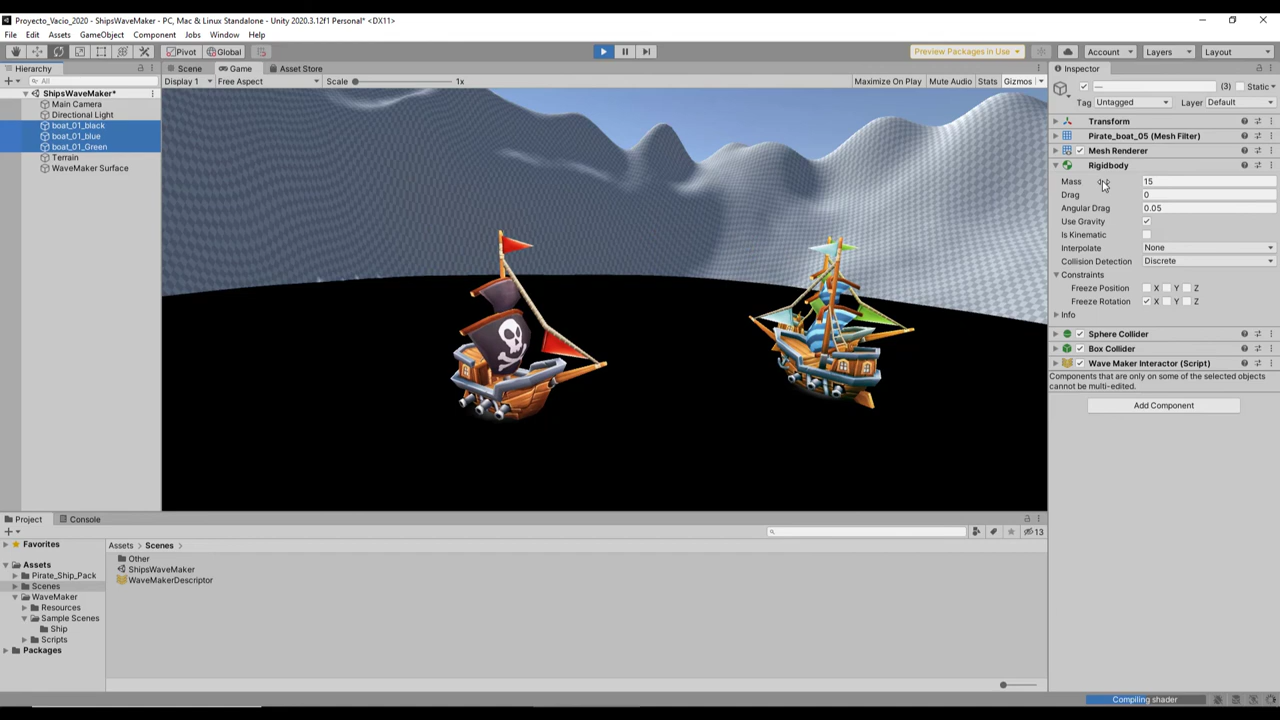 Proyecto_Vacio_2020 - ShipsWaveMaker - PC, Mac & Linux Standalone - Unity 2020.3.12f1 Personal* <DX11>
File Edit Assets GameObject Component Jobs Window Help
Pivot Global Preview Packages in Use Account Layers Layout
Hierarchy Scene Game Asset Store Inspector
All Display 1 Free Aspect Scale 1x Maximize On Play Mute Audio Stats Gizmos
— (3) Static
ShipsWaveMaker*
Main Camera
Directional Light
boat_01_black
boat_01_blue
boat_01_Green
Terrain
WaveMaker Surface
Tag Untagged Layer Default
Transform
Pirate_boat_05 (Mesh Filter)
Mesh Renderer
Rigidbody
Mass 15
Drag 0
Angular Drag 0.05
Use Gravity
Is Kinematic
Interpolate None
Collision Detection Discrete
Constraints
Freeze Position X Y Z
Freeze Rotation X Y Z
Info
Sphere Collider
Box Collider
Wave Maker Interactor (Script)
Components that are only on some of the selected objects
cannot be multi-edited.
Add Component
Project Console
13
Favorites
Assets
Pirate_Ship_Pack
Scenes
WaveMaker
Resources
Sample Scenes
Ship
Scripts
Packages
Assets Scenes
Other
ShipsWaveMaker
WaveMakerDescriptor
Compiling shader